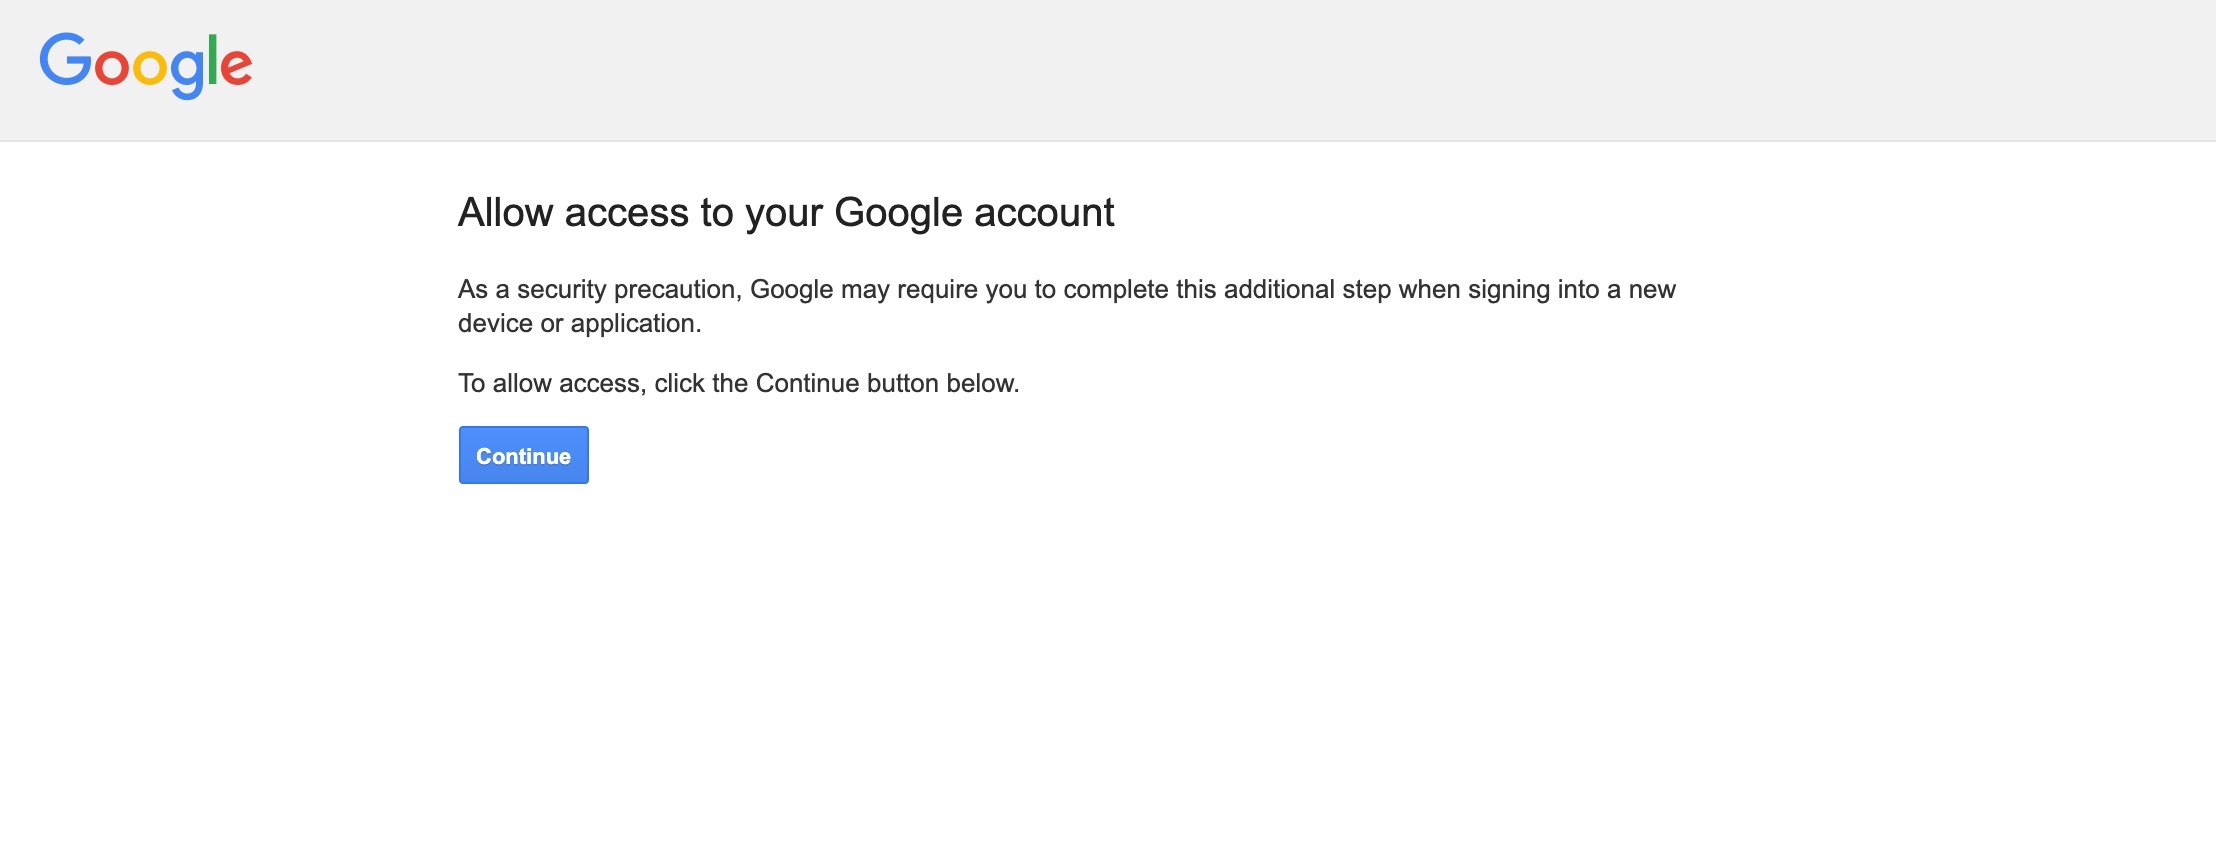 Google
Allow access to your Google account
As a security precaution, Google may require you to complete this additional step when signing into a new
device or application.
To allow access, click the Continue button below.
Continue